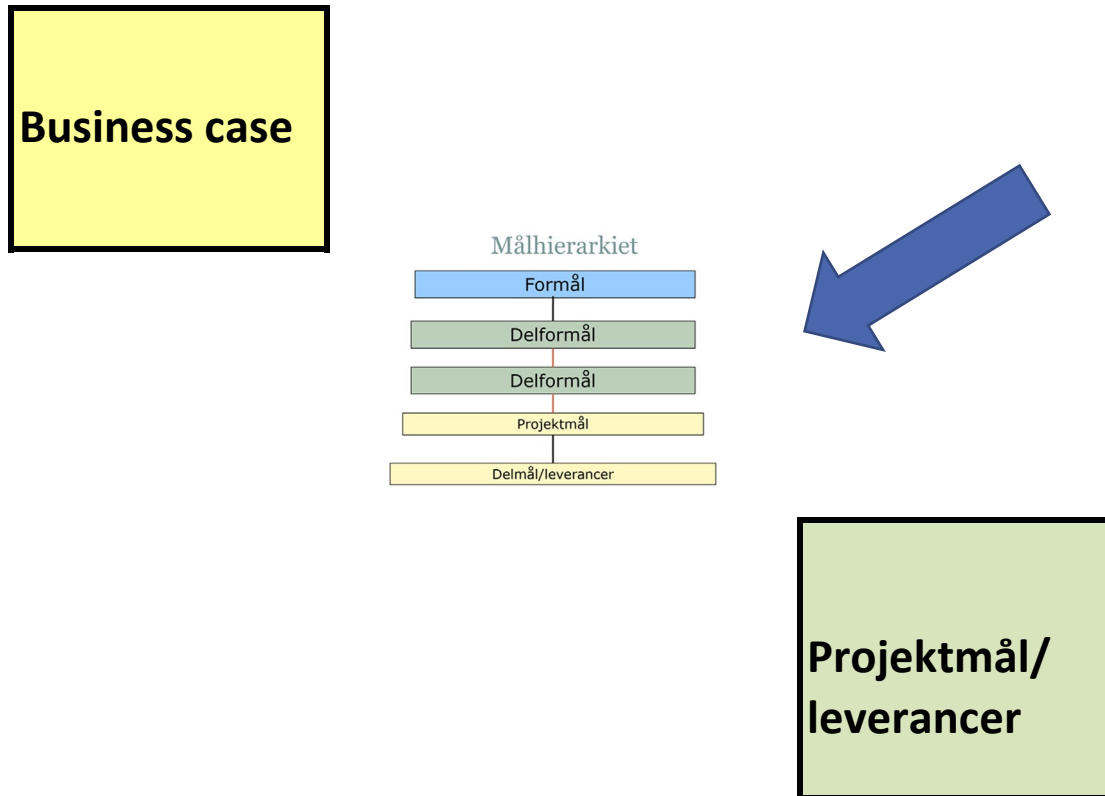 Business case
Målhierarkiet
Formål
Delformål
Delformål
Projektmål
Delmål/leverancer
Projektmål/
leverancer